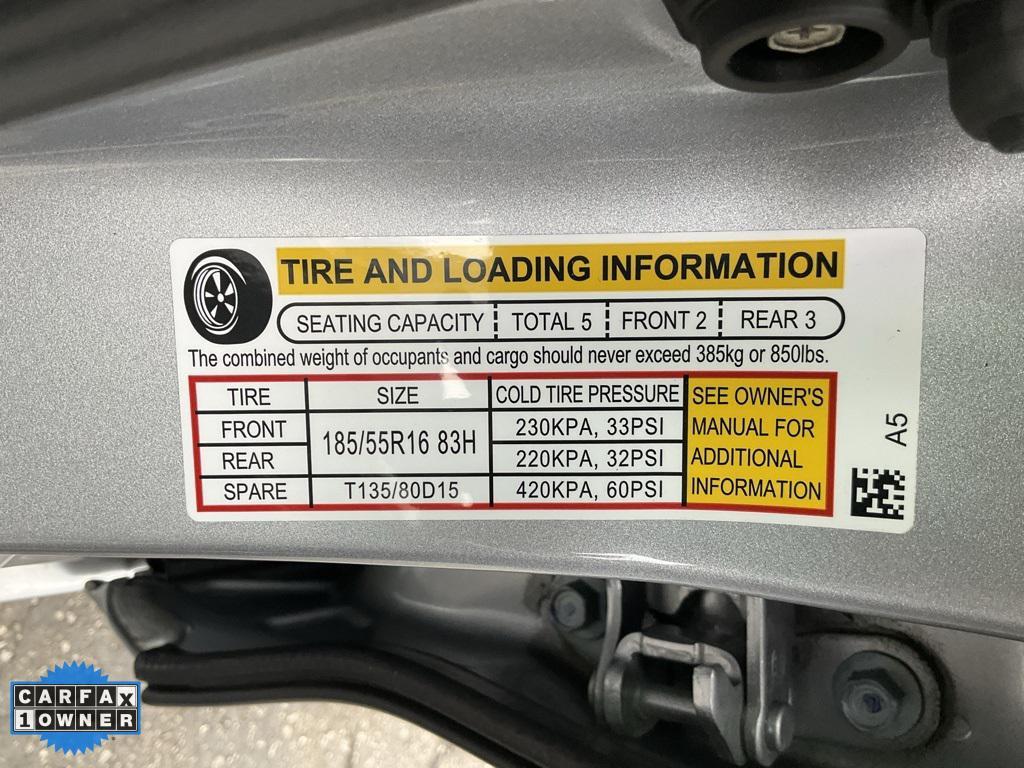 TIRE AND LOADING INFORMATION
SEATING CAPACITY TOTAL 5 FRONT 2 REAR 3
The combined weight of occupants and cargo should never exceed 385kg or 850lbs.
TIRE SIZE COLD TIRE PRESSURE SEE OWNER'S
FRONT 185/55R16 83H 230KPA, 33PSI MANUAL FOR
REAR 220KPA, 32PSI ADDITIONAL
SPARE T135/80D15 420KPA, 60PSI INFORMATION
A5
CARFAX
1 OWNER